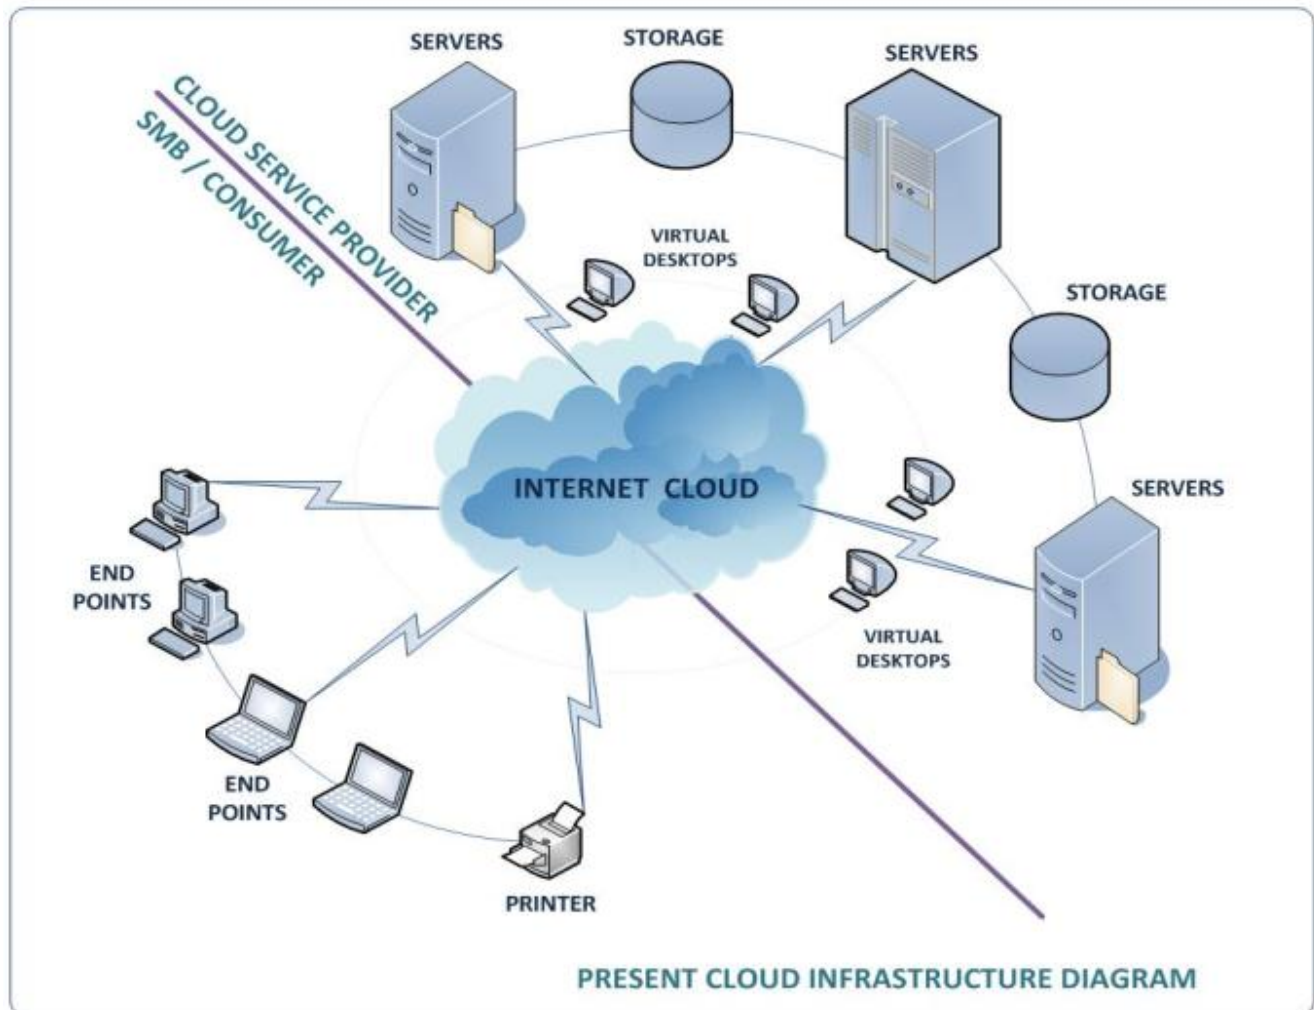 SERVERS
STORAGE
SERVERS
CLOUD SERVICE PROVIDER
SMB / CONSUMER
VIRTUAL
DESKTOPS
STORAGE
INTERNET CLOUD
SERVERS
END
POINTS
VIRTUAL
DESKTOPS
END
POINTS
PRINTER
PRESENT CLOUD INFRASTRUCTURE DIAGRAM